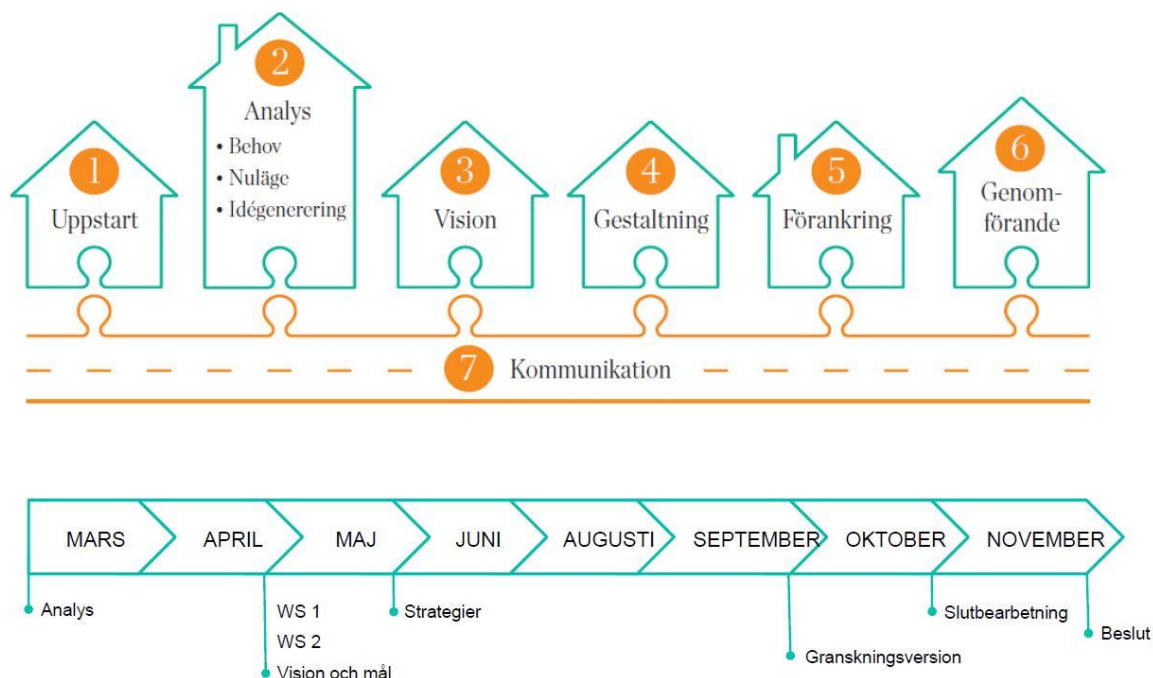 1
Uppstart
2
Analys
• Behov
• Nuläge
• Idégenerering
3
Vision
4
Gestaltning
5
Förankring
6
Genom-
förande
7 Kommunikation
MARS APRIL MAJ JUNI AUGUSTI SEPTEMBER OKTOBER NOVEMBER
Analys
WS 1
WS 2
Vision och mål
Strategier
Granskningsversion
Slutbearbetning
Beslut